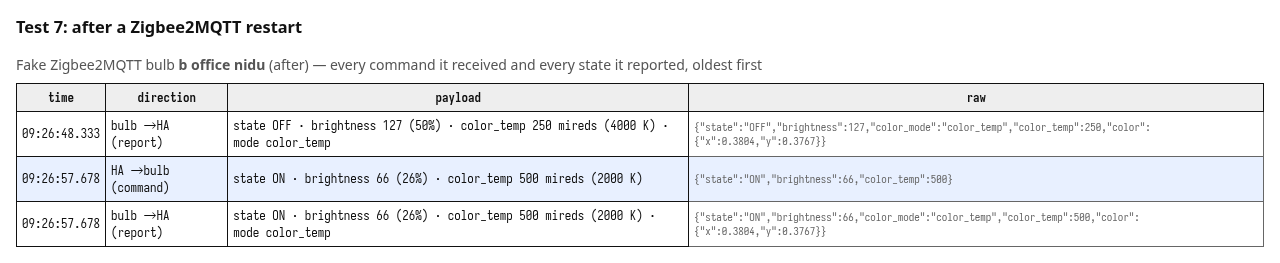 Test 7: after a Zigbee2MQTT restart
Fake Zigbee2MQTT bulb b office nidu (after) — every command it received and every state it reported, oldest first
time direction payload raw
09:26:48.333 bulb →HA (report) state OFF · brightness 127 (50%) · color_temp 250 mireds (4000 K) · mode color_temp {"state":"OFF","brightness":127,"color_mode":"color_temp","color_temp":250,"color":{"x":0.3804,"y":0.3767}}
09:26:57.678 HA →bulb (command) state ON · brightness 66 (26%) · color_temp 500 mireds (2000 K) {"state":"ON","brightness":66,"color_temp":500}
09:26:57.678 bulb →HA (report) state ON · brightness 66 (26%) · color_temp 500 mireds (2000 K) · mode color_temp {"state":"ON","brightness":66,"color_mode":"color_temp","color_temp":500,"color":{"x":0.3804,"y":0.3767}}